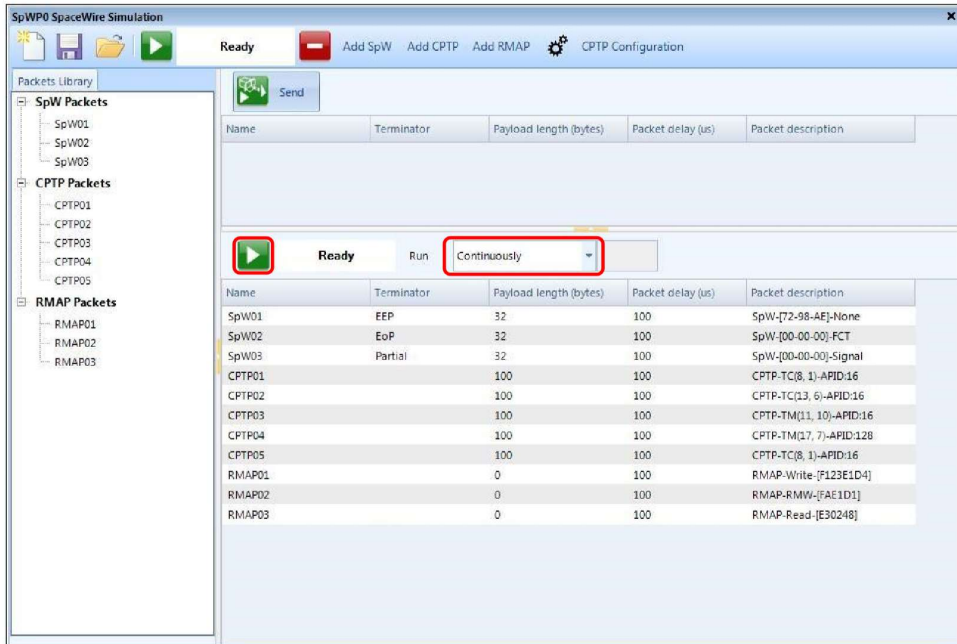 SpWP0 SpaceWire Simulation
Ready Add SpW Add CPTP Add RMAP CPTP Configuration
Packets Library
SpW Packets
SpW01
SpW02
SpW03
CPTP Packets
CPTP01
CPTP02
CPTP03
CPTP04
CPTP05
RMAP Packets
RMAP01
RMAP02
RMAP03
Send
Name Terminator Payload length (bytes) Packet delay (us) Packet description
Ready Run Continuously
Name Terminator Payload length (bytes) Packet delay (us) Packet description
SpW01 EEP 32 100 SpW-[72-98-AE]-None
SpW02 EoP 32 100 SpW-[00-00-00]-FCT
SpW03 Partial 32 100 SpW-[00-00-00]-Signal
CPTP01 100 100 CPTP-TC(8, 1)-APID:16
CPTP02 100 100 CPTP-TC(13, 6)-APID:16
CPTP03 100 100 CPTP-TM(11, 10)-APID:16
CPTP04 100 100 CPTP-TM(17, 7)-APID:128
CPTP05 100 100 CPTP-TC(8, 1)-APID:16
RMAP01 0 100 RMAP-Write-[F123E1D4]
RMAP02 0 100 RMAP-RMW-[FAE1D1]
RMAP03 0 100 RMAP-Read-[E30248]